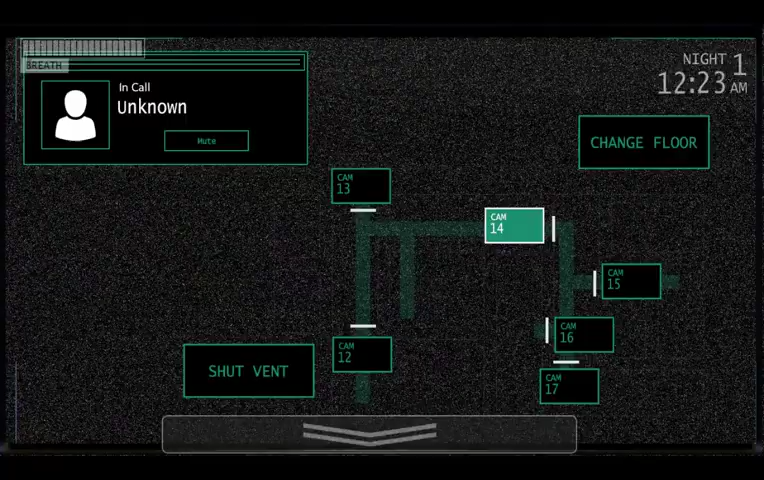 BREATH
In Call
Unknown
Mute
NIGHT 1
12:23 AM
CHANGE FLOOR
CAM
13
CAM
14
CAM
15
CAM
16
CAM
12
CAM
17
SHUT VENT